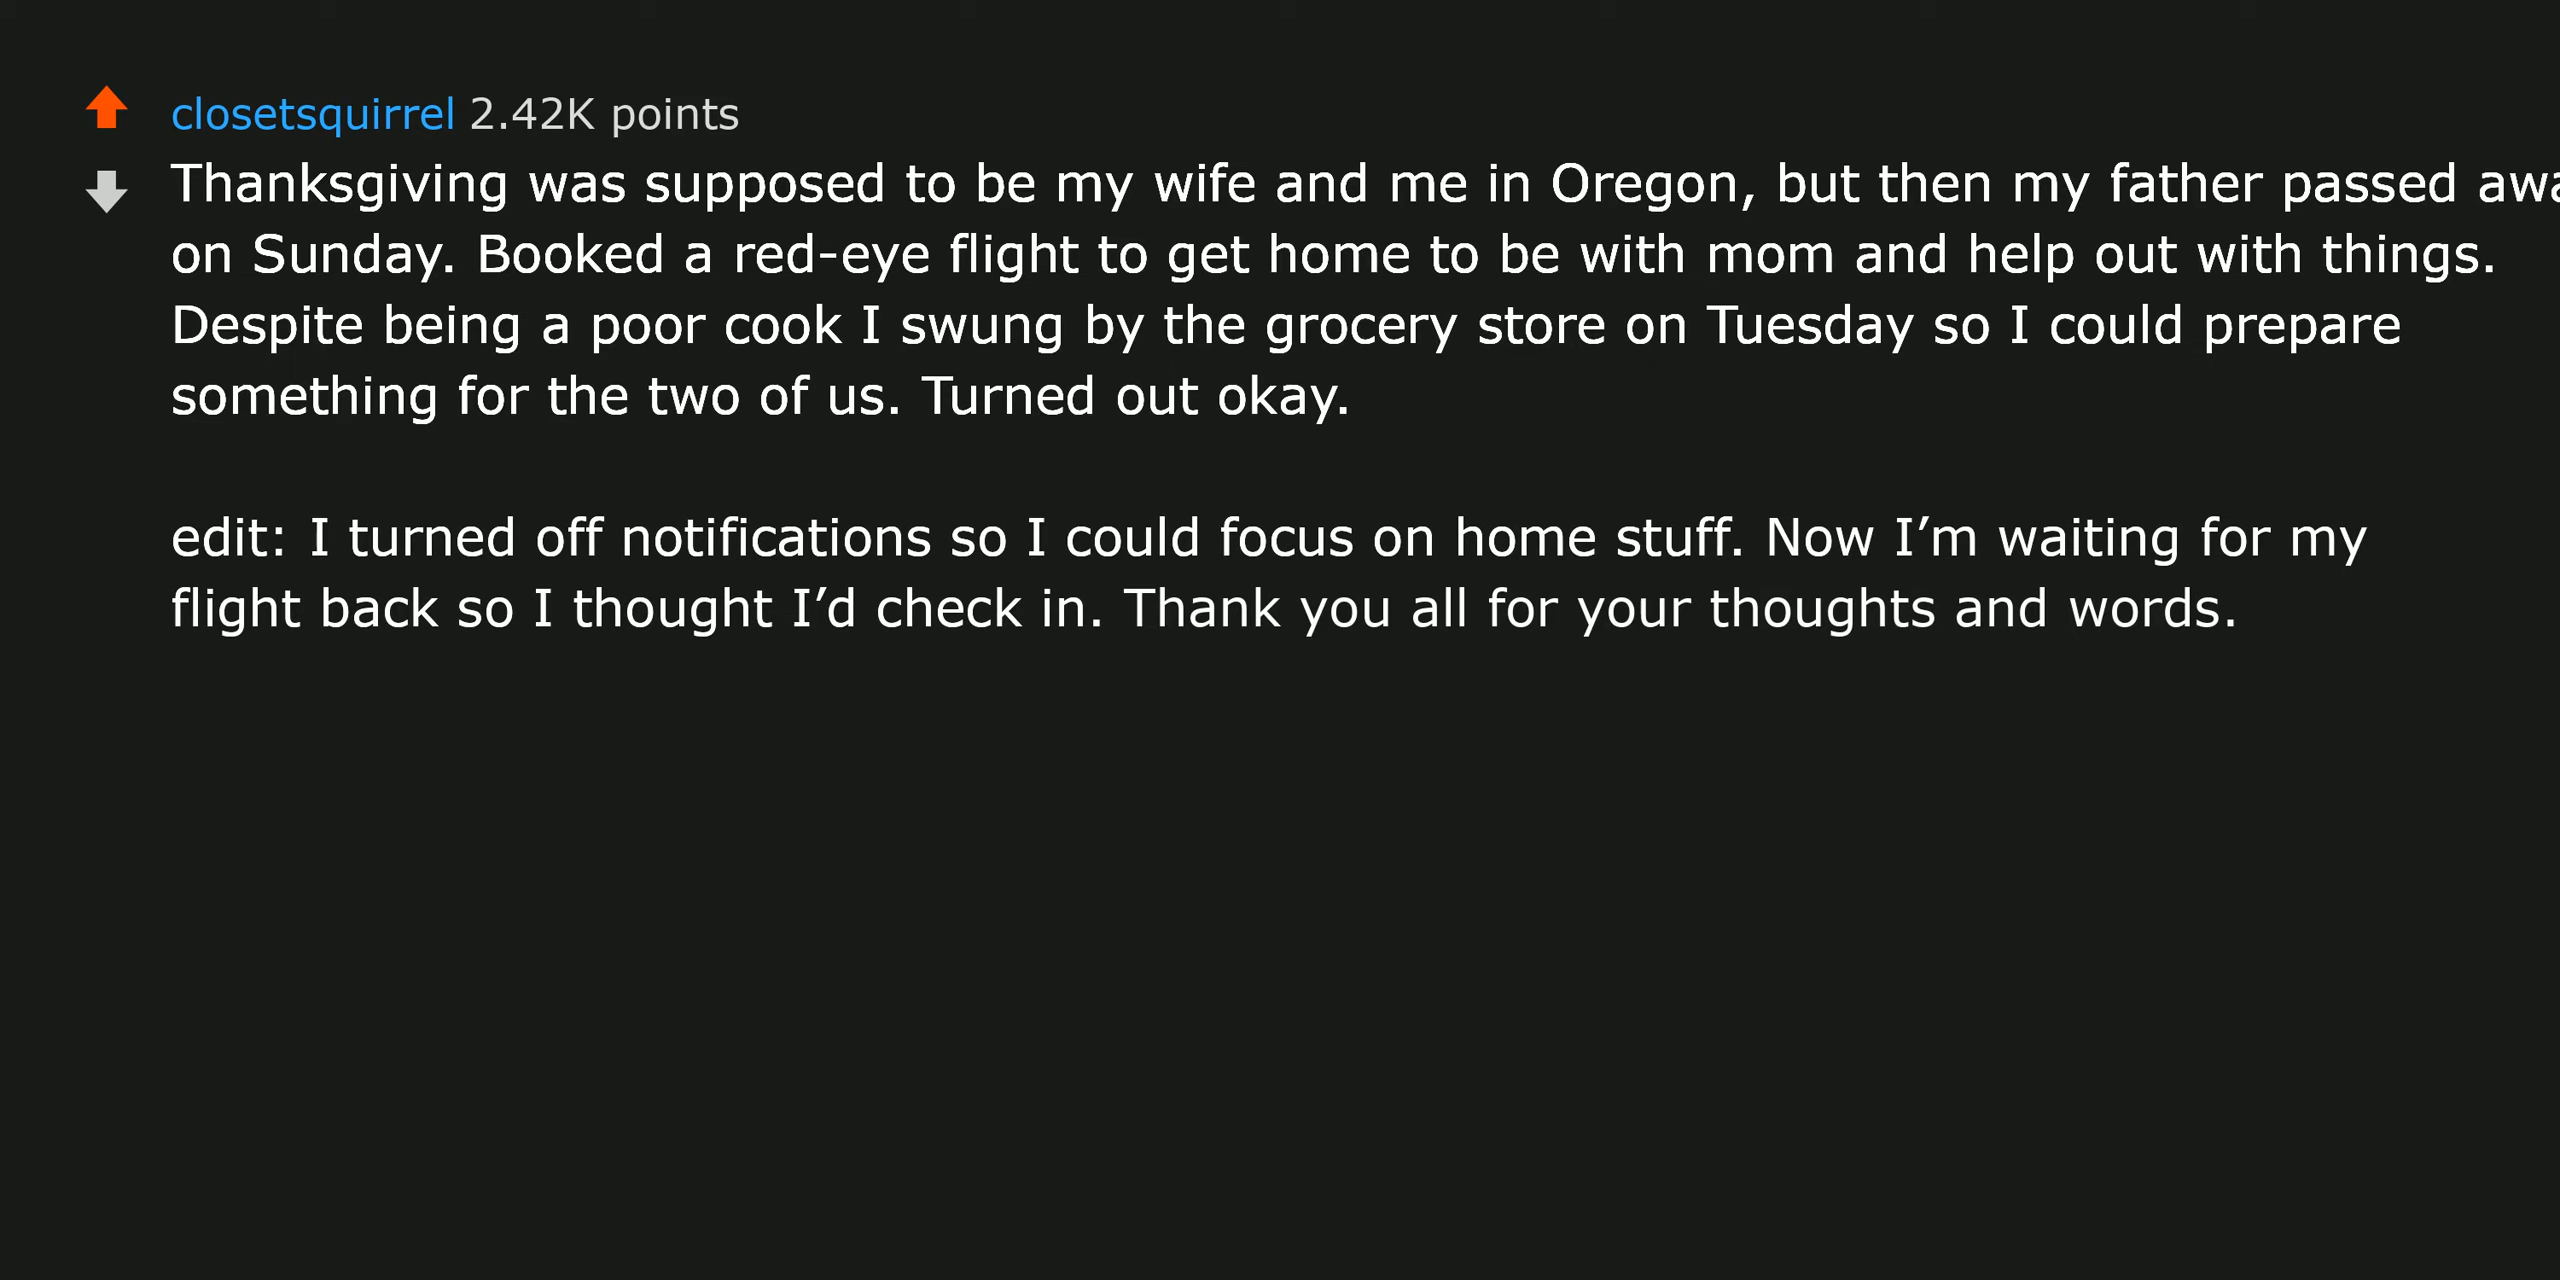 closetsquirrel 2.42K points
Thanksgiving was supposed to be my wife and me in Oregon, but then my father passed awa
on Sunday. Booked a red-eye flight to get home to be with mom and help out with things.
Despite being a poor cook I swung by the grocery store on Tuesday so I could prepare
something for the two of us. Turned out okay.
edit: I turned off notifications so I could focus on home stuff. Now I’m waiting for my
flight back so I thought I’d check in. Thank you all for your thoughts and words.